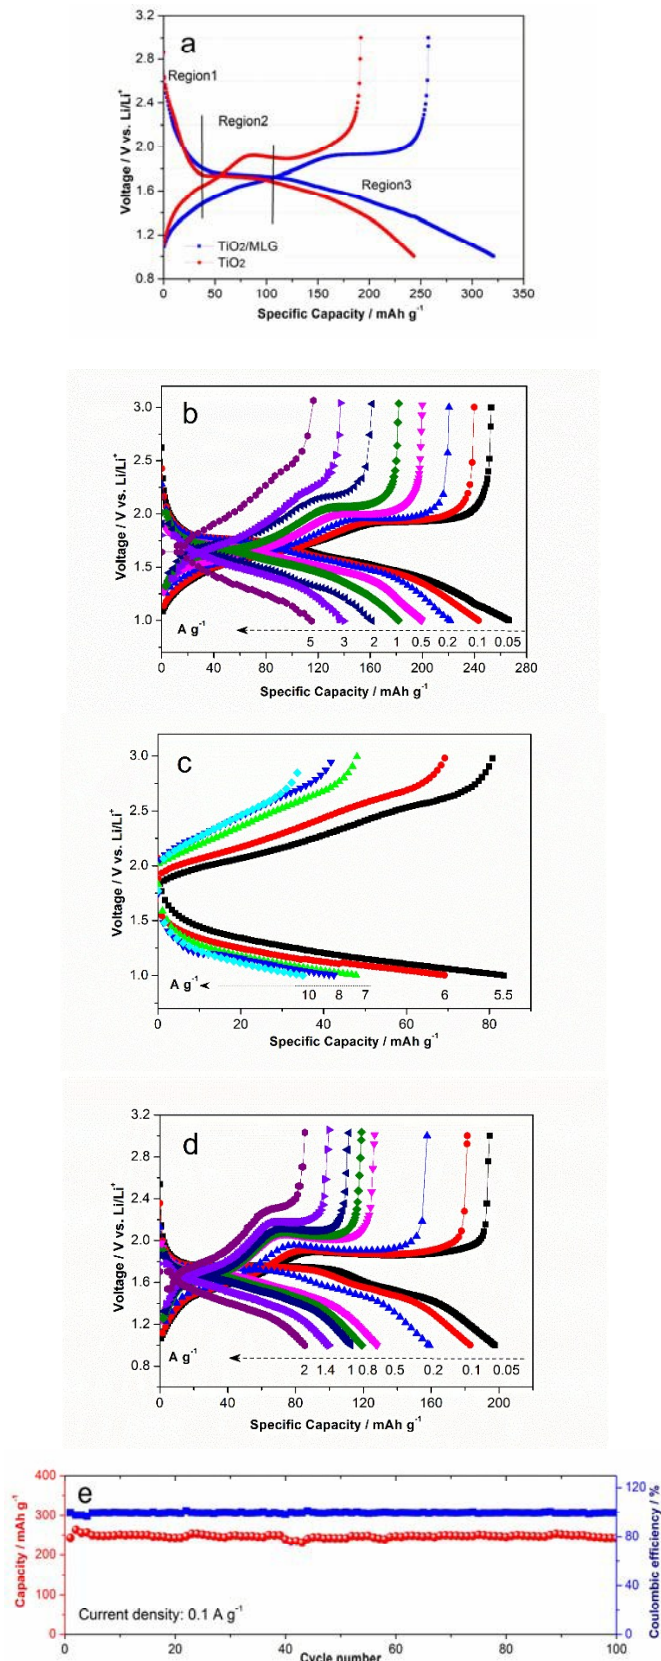 a
3.2
2.8
2.4
2.0
1.6
1.2
0.8
Voltage / V vs. Li/Li⁺
Region1
Region2
Region3
TiO2/MLG
TiO2
0 50 100 150 200 250 300 350
Specific Capacity / mAh g⁻¹
b
3.0
2.5
2.0
1.5
1.0
Voltage / V vs. Li/Li⁺
A g⁻¹
5 3 2 1 0.5 0.2 0.1 0.05
0 40 80 120 160 200 240 280
Specific Capacity / mAh g⁻¹
c
3.0
2.5
2.0
1.5
1.0
Voltage / V vs. Li/Li⁺
A g⁻¹
10 8 7 6 5.5
0 20 40 60 80
Specific Capacity / mAh g⁻¹
d
3.2
2.8
2.4
2.0
1.6
1.2
0.8
Voltage / V vs. Li/Li⁺
A g⁻¹
2 1.4 1 0.8 0.5 0.2 0.1 0.05
0 40 80 120 160 200
Specific Capacity / mAh g⁻¹
e
400
350
300
250
200
150
100
50
0
Capacity / mAh g⁻¹
120
80
40
0
Coulombic efficiency / %
Current density: 0.1 A g⁻¹
0 20 40 60 80 100
Cycle number